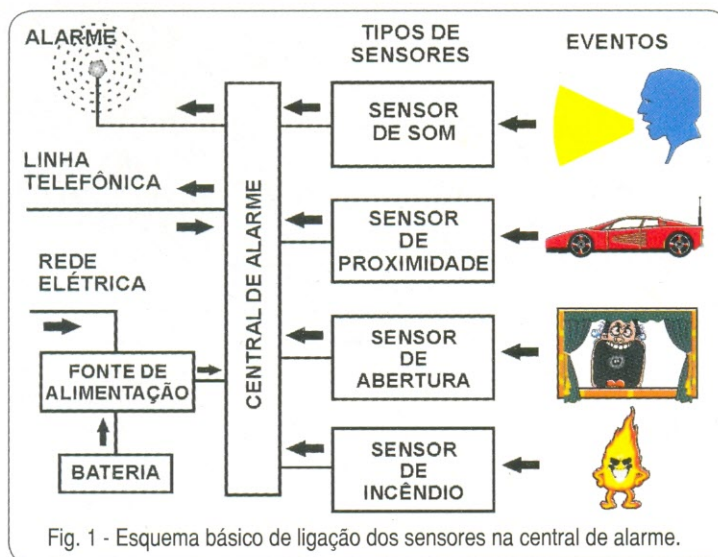 ALARME
TIPOS DE
SENSORES
EVENTOS
SENSOR
DE SOM
LINHA
TELEFÔNICA
CENTRAL DE ALARME
SENSOR
DE
PROXIMIDADE
REDE
ELÉTRICA
FONTE DE
ALIMENTAÇÃO
SENSOR
DE
ABERTURA
BATERIA
SENSOR
DE
INCÊNDIO
Fig. 1 - Esquema básico de ligação dos sensores na central de alarme.